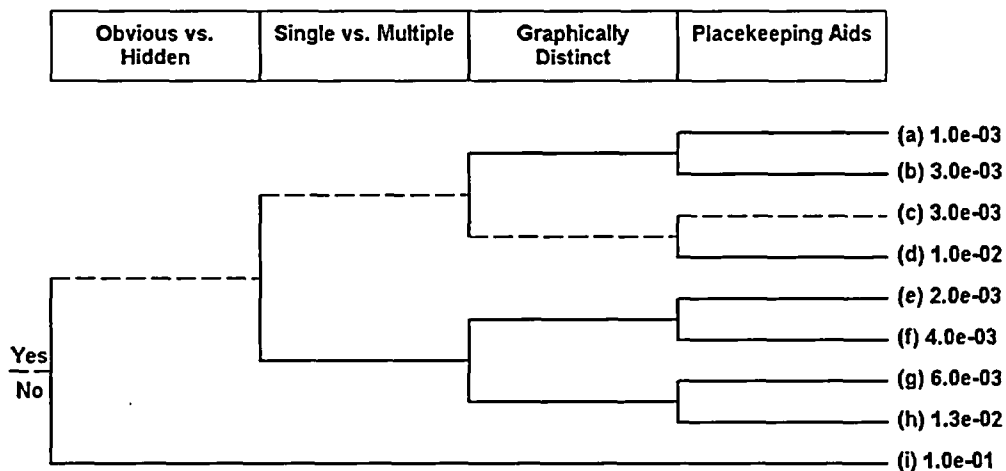 Obvious vs.
Hidden
Single vs. Multiple
Graphically
Distinct
Placekeeping Aids
(a) 1.0e-03
(b) 3.0e-03
(c) 3.0e-03
(d) 1.0e-02
(e) 2.0e-03
(f) 4.0e-03
(g) 6.0e-03
(h) 1.3e-02
(i) 1.0e-01
Yes
No